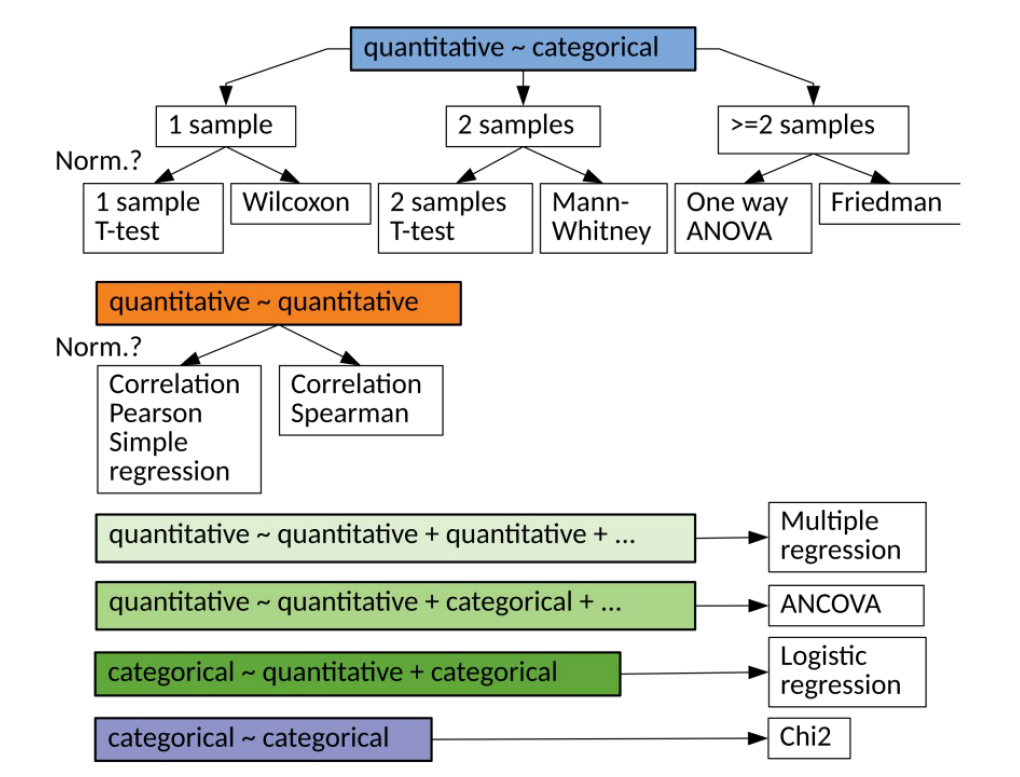 quantitative ~ categorical
1 sample
2 samples
>=2 samples
Norm.?
1 sample
T-test
Wilcoxon
2 samples
T-test
Mann-
Whitney
One way
ANOVA
Friedman
quantitative ~ quantitative
Norm.?
Correlation
Pearson
Simple
regression
Correlation
Spearman
quantitative ~ quantitative + quantitative + ...
Multiple
regression
quantitative ~ quantitative + categorical + ...
ANCOVA
categorical ~ quantitative + categorical
Logistic
regression
categorical ~ categorical
Chi2